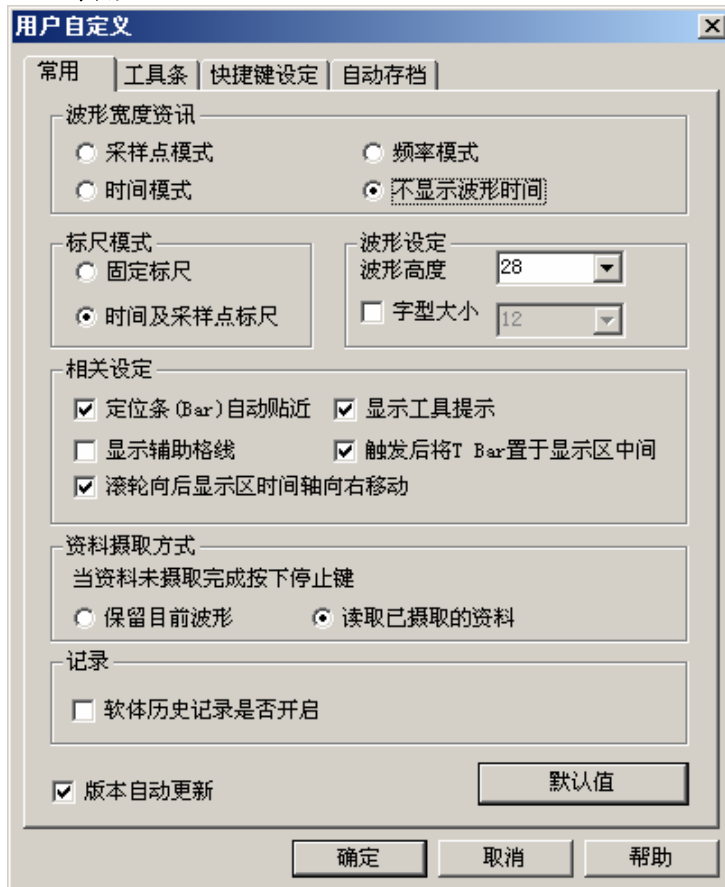 用户自定义
常用 工具条 快捷键设定 自动存档
波形宽度资讯
采样点模式 频率模式
时间模式 不显示波形时间
标尺模式
固定标尺
时间及采样点标尺
波形设定
波形高度 28
字型大小 12
相关设定
定位条(Bar)自动贴近 显示工具提示
显示辅助格线 触发后将T Bar置于显示区中间
滚轮向后显示区时间轴向右移动
资料摄取方式
当资料未摄取完成按下停止键
保留目前波形 读取已摄取的资料
记录
软体历史记录是否开启
版本自动更新 默认值
确定 取消 帮助